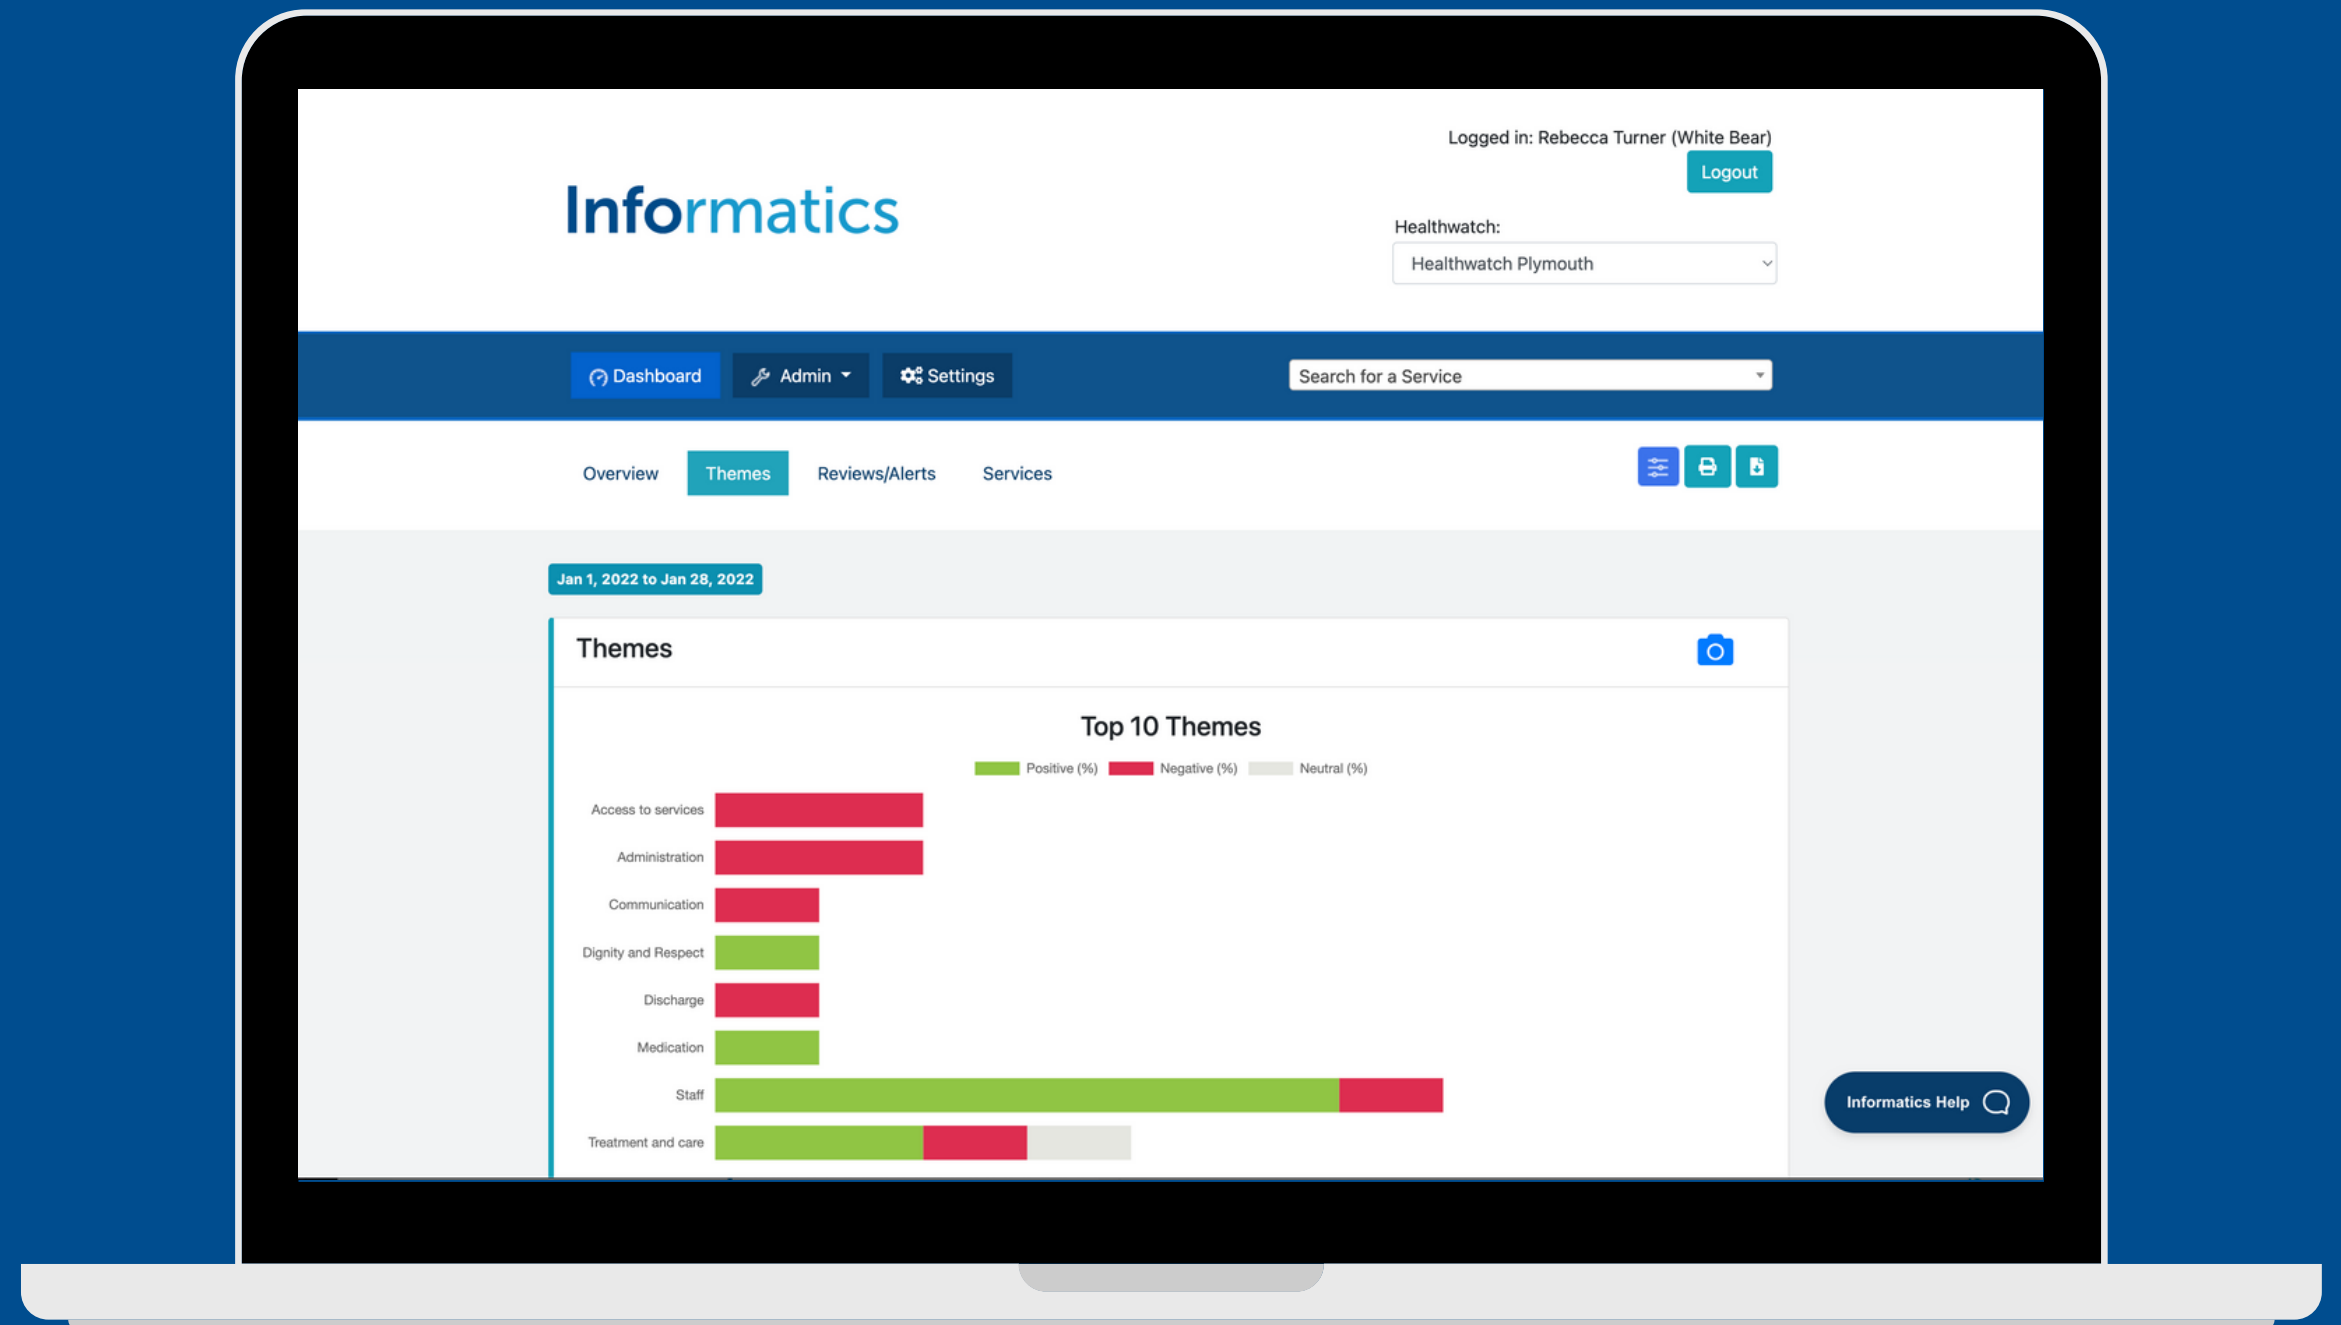 Logged in: Rebecca Turner (White Bear)
Logout
Informatics
Healthwatch:
Healthwatch Plymouth
Dashboard Admin Settings Search for a Service
Overview Themes Reviews/Alerts Services
Jan 1, 2022 to Jan 28, 2022
Themes
Top 10 Themes
Positive (%) Negative (%) Neutral (%)
Access to services
Administration
Communication
Dignity and Respect
Discharge
Medication
Staff
Treatment and care
Informatics Help